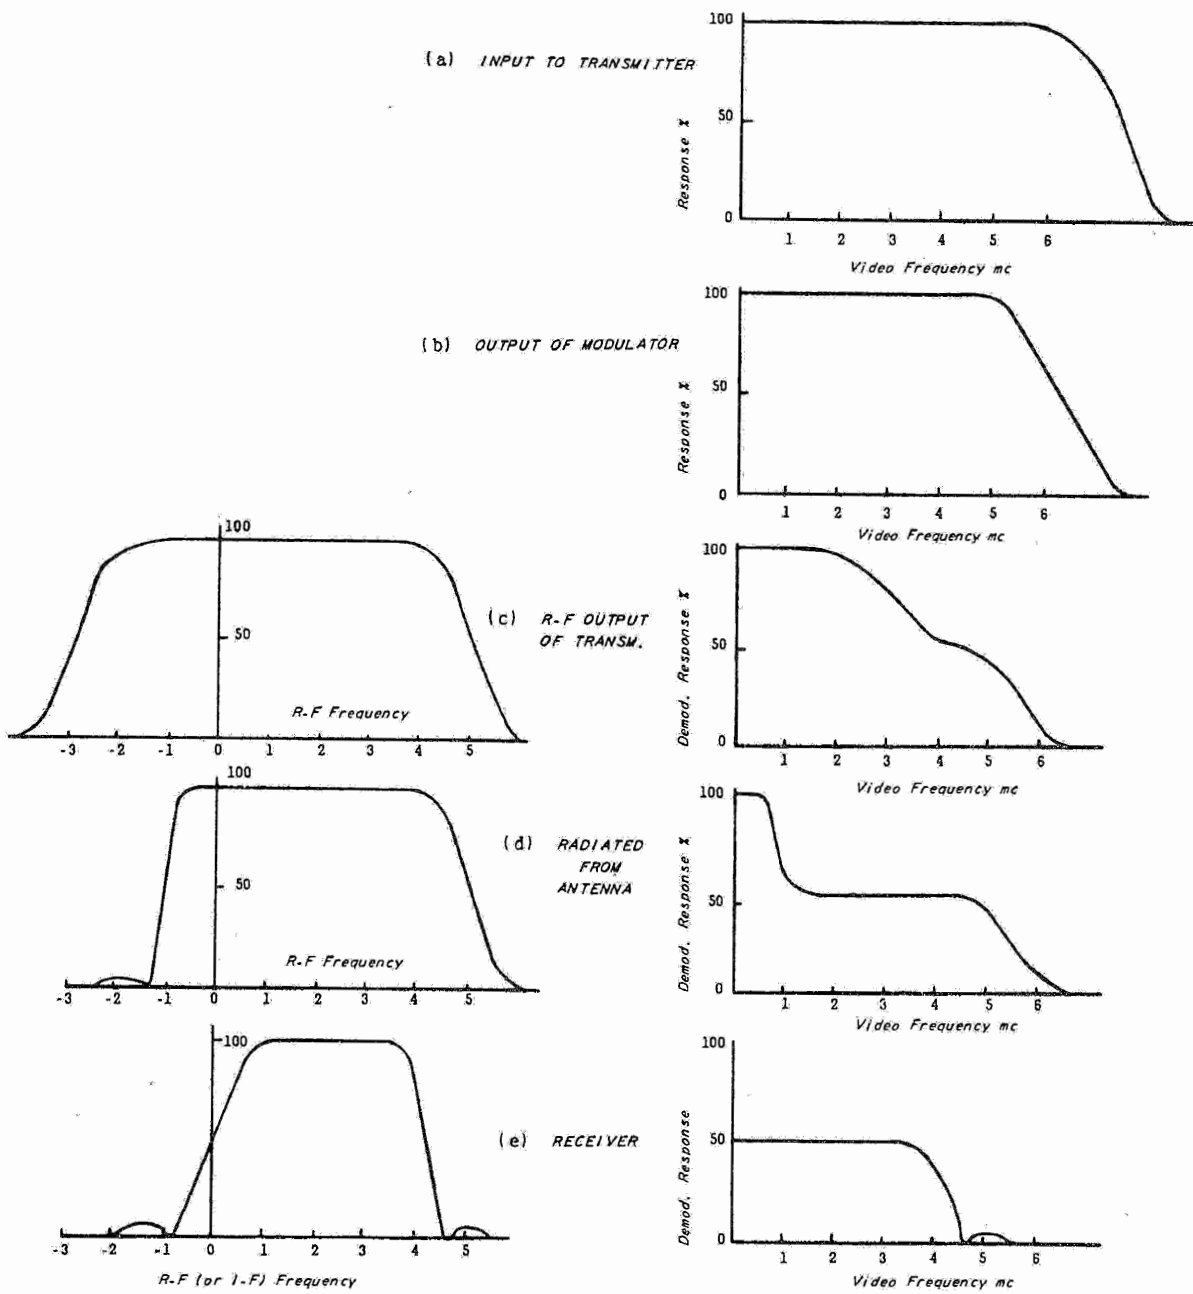 (a) INPUT TO TRANSMITTER
100
50
0
Response %
1 2 3 4 5 6
Video Frequency mc
(b) OUTPUT OF MODULATOR
100
50
0
Response %
1 2 3 4 5 6
Video Frequency mc
(c) R-F OUTPUT
OF TRANSM.
100
50
R-F Frequency
-3 -2 -1 0 1 2 3 4 5
100
50
0
Demod. Response %
1 2 3 4 5 6
Video Frequency mc
(d) RADIATED
FROM
ANTENNA
100
50
R-F Frequency
-3 -2 -1 0 1 2 3 4 5
100
50
0
Demod. Response %
1 2 3 4 5 6
Video Frequency mc
(e) RECEIVER
100
-3 -2 -1 0 1 2 3 4 5
R-F (or I-F) Frequency
100
50
0
Demod. Response
1 2 3 4 5 6
Video Frequency mc